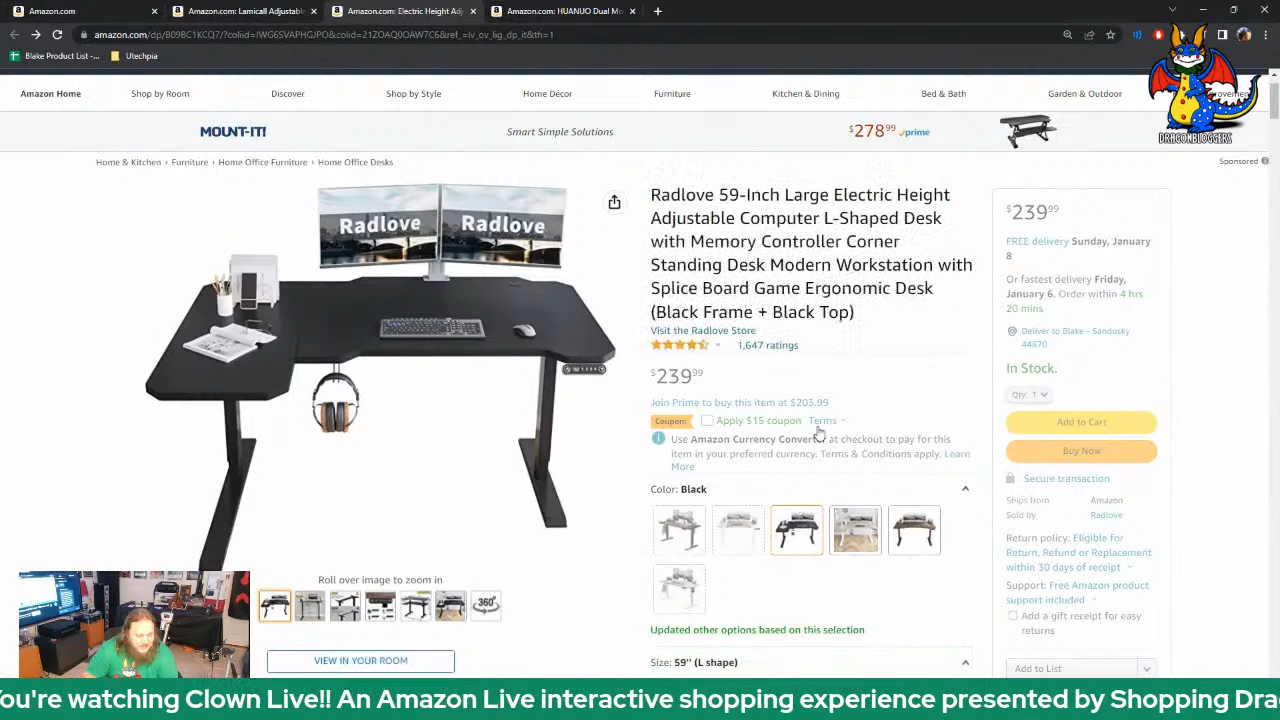 Amazon.com
Amazon.com: Lamicall Adjustable
Amazon.com: Electric Height Adj
Amazon.com: HUANUO Dual Mo
amazon.com/dp/B09BC1KCQ7/?coliid=IWG6SVAPHGJPO&colid=21ZOAQ0OAW7C6&ref_=lv_ov_lig_dp_it&th=1
Blake Product List -...
Utechpia
Amazon Home
Shop by Room
Discover
Shop by Style
Home Décor
Furniture
Kitchen & Dining
Bed & Bath
Garden & Outdoor
MOUNT-IT!
Smart Simple Solutions
$278.99 prime
DRAGONBLOGGERS
Home & Kitchen › Furniture › Home Office Furniture › Home Office Desks
Sponsored
Radlove
Radlove
Radlove 59-Inch Large Electric Height
Adjustable Computer L-Shaped Desk
with Memory Controller Corner
Standing Desk Modern Workstation with
Splice Board Game Ergonomic Desk
(Black Frame + Black Top)
Visit the Radlove Store
1,647 ratings
$239.99
Join Prime to buy this item at $203.99
Coupon: Apply $15 coupon Terms
Use Amazon Currency Converter at checkout to pay for this
item in your preferred currency. Terms & Conditions apply. Learn
More
Color: Black
Updated other options based on this selection
Size: 59'' (L shape)
Roll over image to zoom in
360°
VIEW IN YOUR ROOM
$239.99
FREE delivery Sunday, January
8
Or fastest delivery Friday,
January 6. Order within 4 hrs
20 mins
Deliver to Blake - Sandusky
44870
In Stock.
Qty: 1
Add to Cart
Buy Now
Secure transaction
Ships from Amazon
Sold by Radlove
Return policy: Eligible for
Return, Refund or Replacement
within 30 days of receipt
Support: Free Amazon product
support included
Add a gift receipt for easy
returns
Add to List
You're watching Clown Live!! An Amazon Live interactive shopping experience presented by Shopping Dra